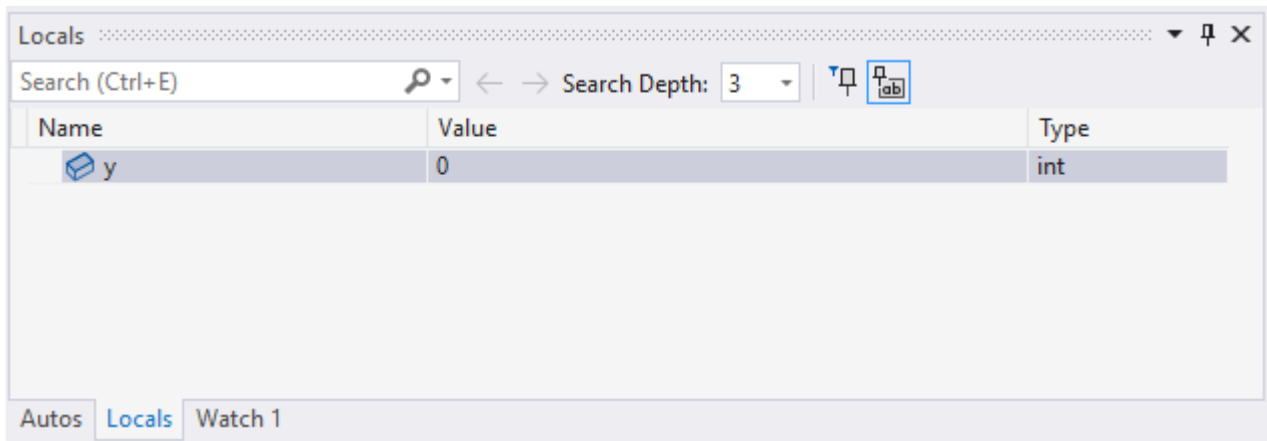 Locals
Search (Ctrl+E) Search Depth: 3
Name Value Type
y 0 int
Autos Locals Watch 1